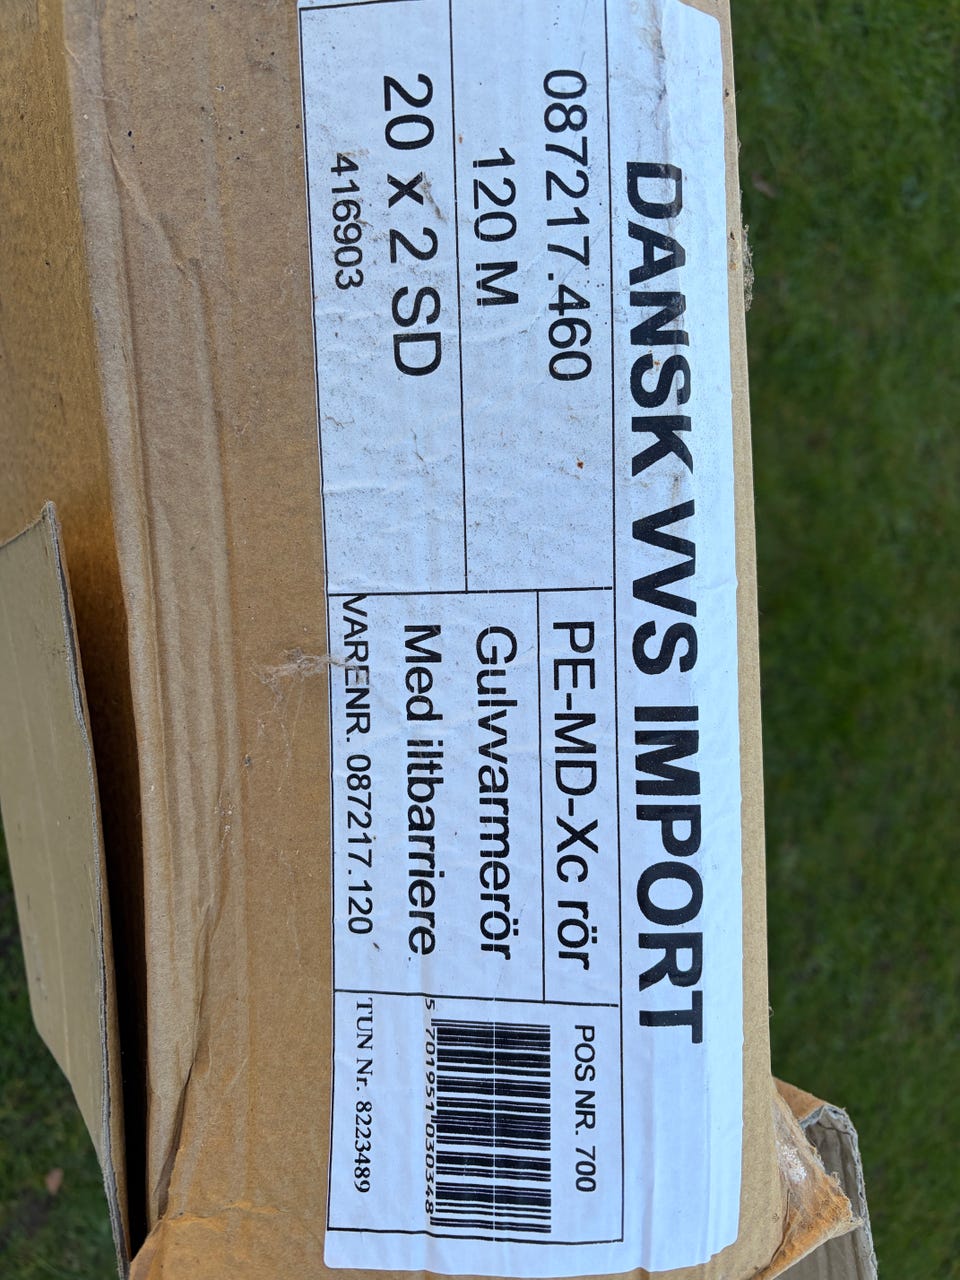 DANSK VVS IMPORT
087217.460
120 M
20 x 2 SD
416903
PE-MD-Xc rör
Gulvvarmerör
Med iltbarriere.
VARENR. 087217.120
POS NR. 700
5 701951 030348
TUN Nr. 8223489